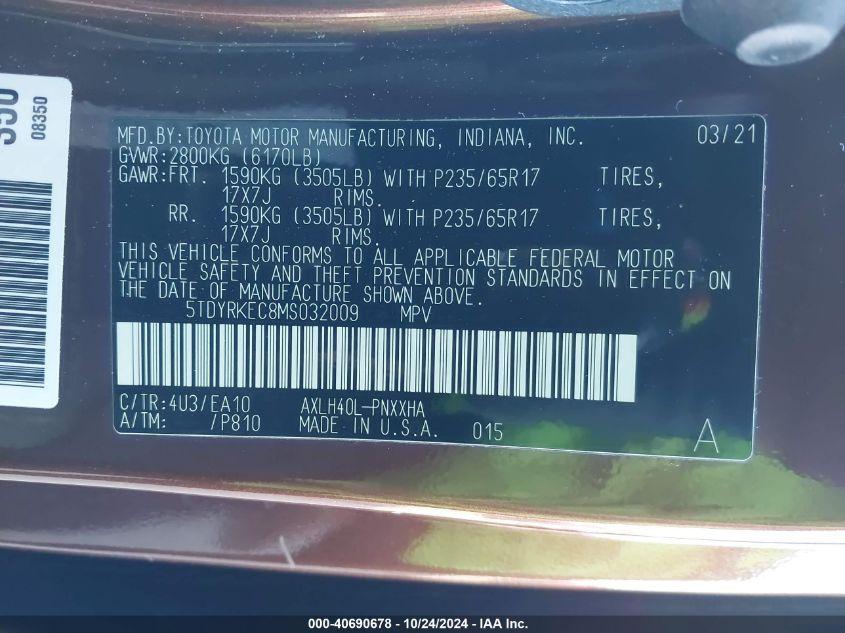 08350
MFD.BY:TOYOTA MOTOR MANUFACTURING, INDIANA, INC. 03/21
GVWR:2800KG (6170LB)
GAWR:FRT. 1590KG (3505LB) WITH P235/65R17 TIRES,
17X7J RIMS.
RR. 1590KG (3505LB) WITH P235/65R17 TIRES,
17X7J RIMS.
THIS VEHICLE CONFORMS TO ALL APPLICABLE FEDERAL MOTOR
VEHICLE SAFETY AND THEFT PREVENTION STANDARDS IN EFFECT ON
THE DATE OF MANUFACTURE SHOWN ABOVE.
5TDYRKEC8MS032009 MPV
C/TR:4U3/EA10 AXLH40L-PNXXHA
A/TM: /P810 MADE IN U.S.A. 015 A
000-40690678 - 10/24/2024 - IAA Inc.